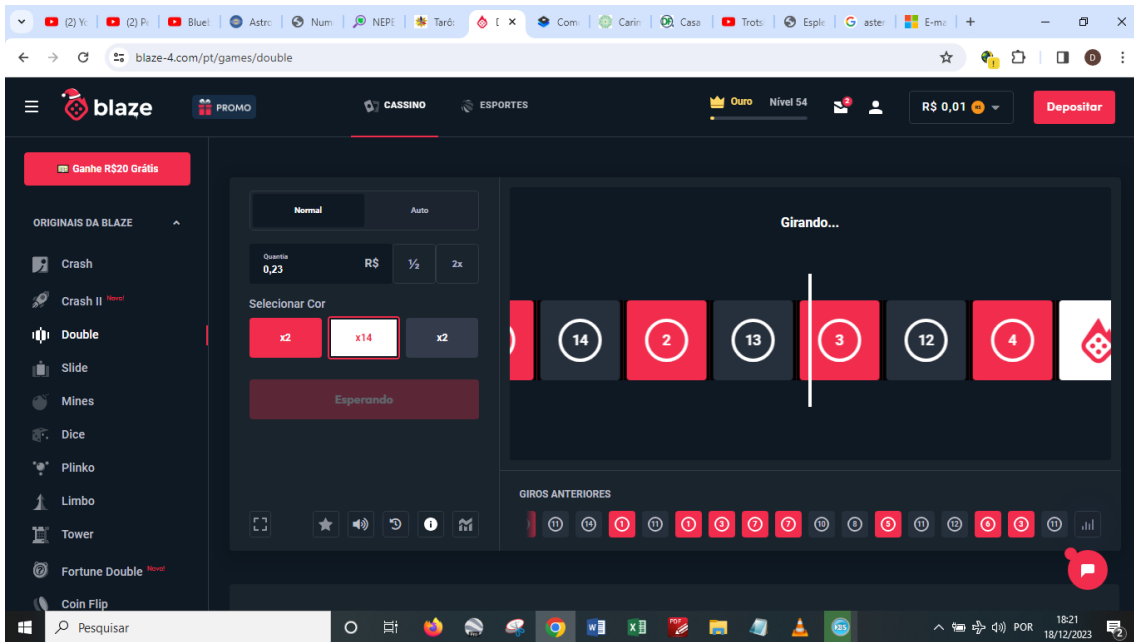 (2) Yc
(2) Pe
Bluel
Astro
Num
NEPE
Tarô:
Com
Carin
Casa
Trots
Esple
aster
E-ma
blaze-4.com/pt/games/double
D
blaze
PROMO
CASSINO
ESPORTES
Ouro
Nível 54
2
R$ 0,01
Depositar
Ganhe R$20 Grátis
ORIGINAIS DA BLAZE
Crash
Crash II Novo!
Double
Slide
Mines
Dice
Plinko
Limbo
Tower
Fortune Double Novo!
Coin Flip
Normal
Auto
Quantia
0,23
R$
½
2x
Selecionar Cor
x2
x14
x2
Esperando
Girando...
14
2
13
3
12
4
GIROS ANTERIORES
11 14 1 11 1 3 7 7 10 8 5 11 12 6 3 11
Pesquisar
POR
18:21
18/12/2023
2